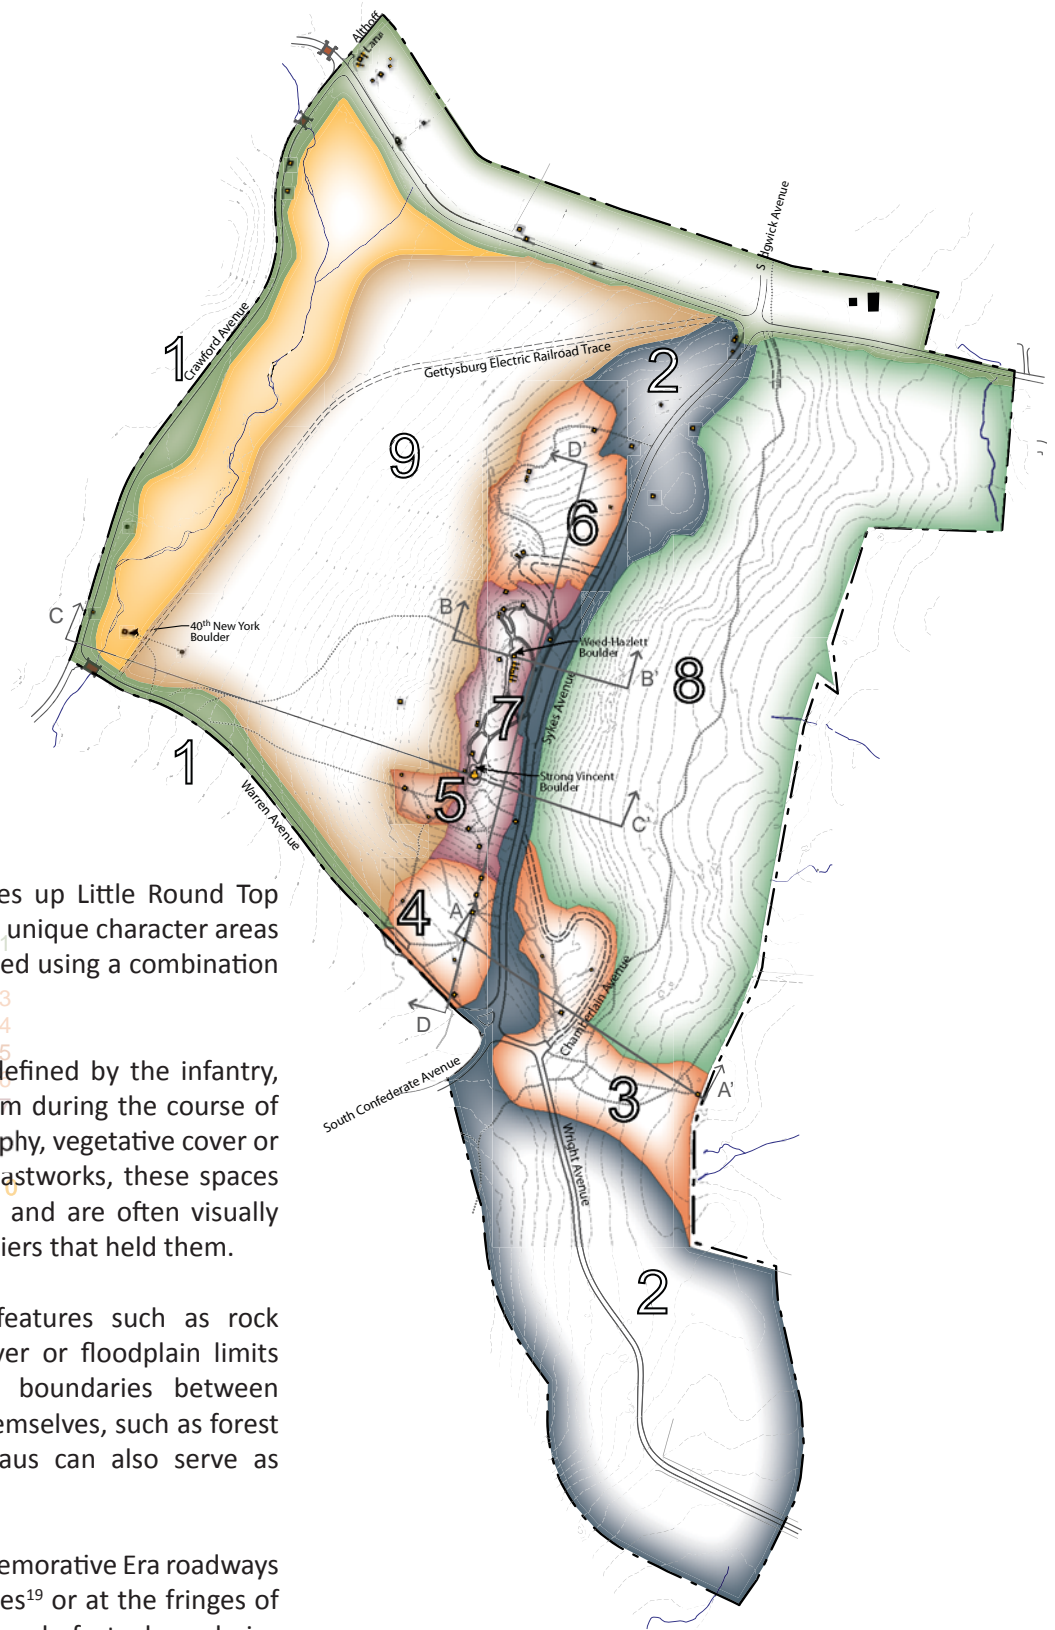 Althoff
Lane
Sedgwick Avenue
Crawford Avenue
1
Gettysburg Electric Railroad Trace
2
9
D'
6
C
B
40th New York
Boulder
Weed-Hazlett
Boulder
B'
8
7
Sykes Avenue
1
Strong Vincent
Boulder
5
C'
Warren Avenue
4
A
es up Little Round Top
unique character areas
ed using a combination
3
4
5
D
Chamberlain Avenue
South Confederate Avenue
A'
3
efined by the infantry,
m during the course of
phy, vegetative cover or
astworks, these spaces
0
and are often visually
iers that held them.
Wright Avenue
2
features such as rock
ver or floodplain limits
boundaries between
emselves, such as forest
aus can also serve as
emorative Era roadways
es19 or at the fringes of